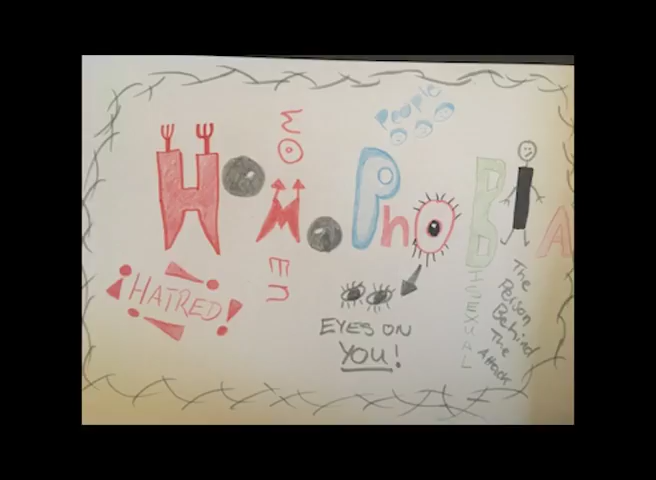 HOMOPhOBIA
WOMEN
People
HATRED!
EYES ON
YOU!
BISEXUAL
The
Person
Behind
The
Attack